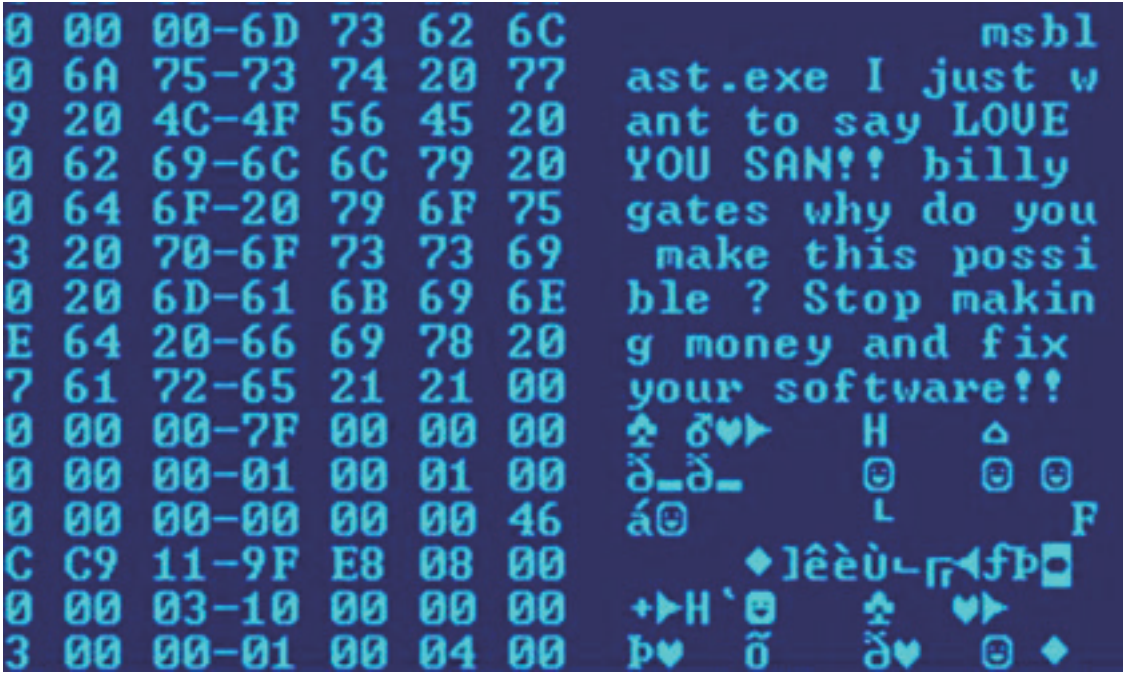 0 00 00-6D 73 62 6C msbl
0 6A 75-73 74 20 77 ast.exe I just w
9 20 4C-4F 56 45 20 ant to say LOVE
0 62 69-6C 6C 79 20 YOU SAN!! billy
0 64 6F-20 79 6F 75 gates why do you
3 20 70-6F 73 73 69 make this possi
0 20 6D-61 6B 69 6E ble ? Stop makin
E 64 20-66 69 78 20 g money and fix
7 61 72-65 21 21 00 your software!!
0 00 00-7F 00 00 00 ♣ ♂♥► H ⌂
0 00 00-01 00 01 00 ð‗ð‗ ☺ ☺ ☺
0 00 00-00 00 00 46 á☺ └ F
C C9 11-9F E8 08 00 ♦]êèù∟╔◄ƒÞ◘
0 00 03-10 00 00 00 +►H`☺ ♣ ♥►
3 00 00-01 00 04 00 Þ♥ õ ð♥ ☺ ♦